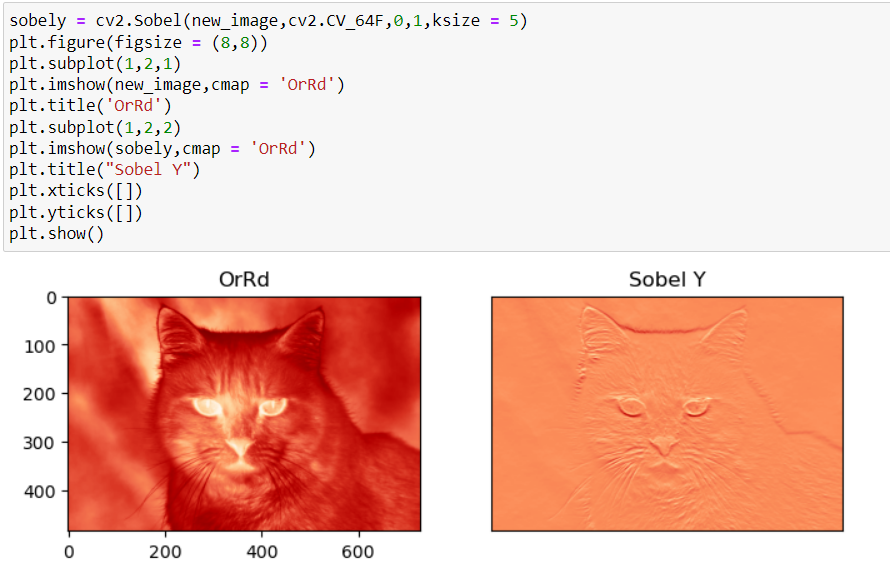 sobely = cv2.Sobel(new_image,cv2.CV_64F,0,1,ksize = 5)
plt.figure(figsize = (8,8))
plt.subplot(1,2,1)
plt.imshow(new_image,cmap = 'OrRd')
plt.title('OrRd')
plt.subplot(1,2,2)
plt.imshow(sobely,cmap = 'OrRd')
plt.title("Sobel Y")
plt.xticks([])
plt.yticks([])
plt.show()
OrRd
Sobel Y
0
100
200
300
400
0 200 400 600